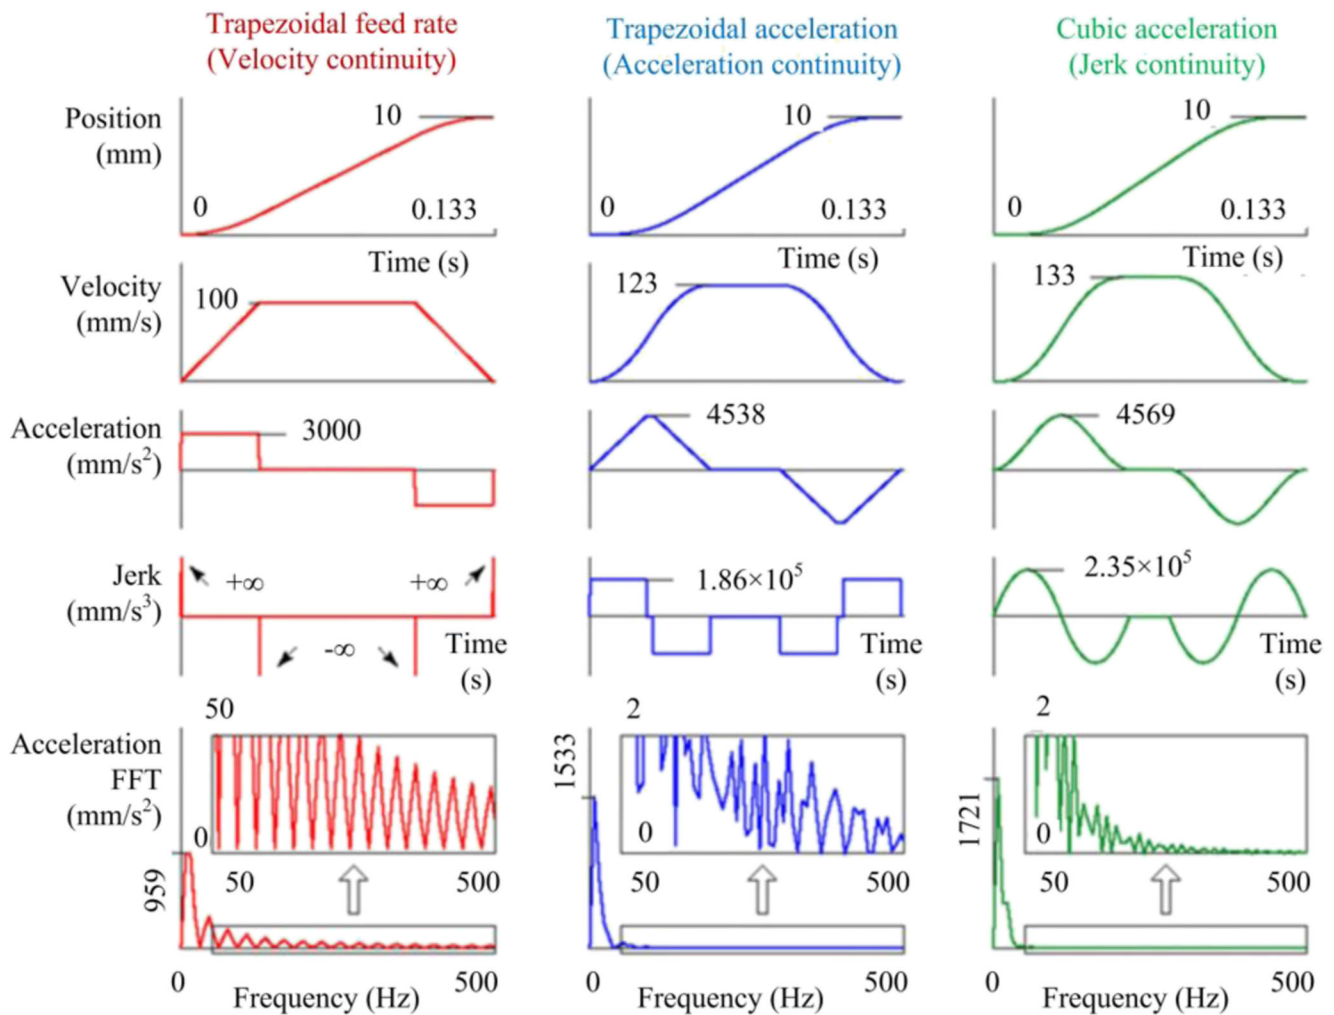 Trapezoidal feed rate
(Velocity continuity)
Trapezoidal acceleration
(Acceleration continuity)
Cubic acceleration
(Jerk continuity)
Position
(mm)
10
0
0.133
Time (s)
10
0
0.133
Time (s)
10
0
0.133
Time (s)
Velocity
(mm/s)
100
123
133
Acceleration
(mm/s²)
3000
4538
4569
Jerk
(mm/s³)
+∞
+∞
-∞
Time
(s)
1.86×10⁵
Time
(s)
2.35×10⁵
Time
(s)
Acceleration
FFT
(mm/s²)
50
0
50
500
959
0
500
Frequency (Hz)
2
0
50
500
1533
0
500
Frequency (Hz)
2
0
50
500
1721
0
500
Frequency (Hz)